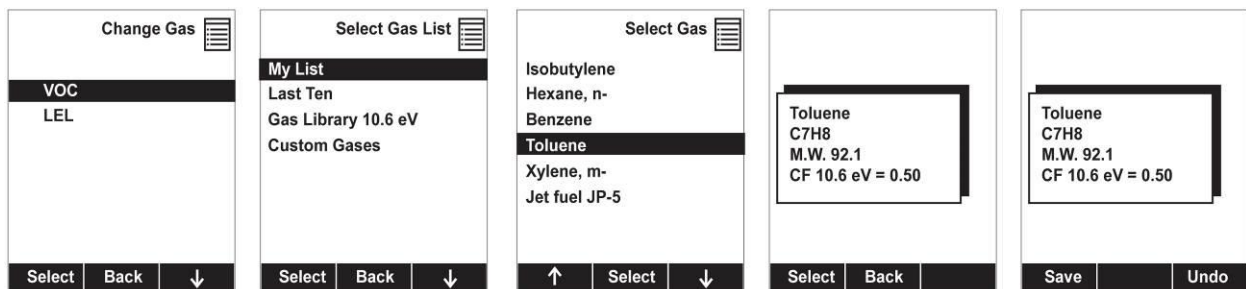 Change Gas
VOC
LEL
Select Back ↓
Select Gas List
My List
Last Ten
Gas Library 10.6 eV
Custom Gases
Select Back ↓
Select Gas
Isobutylene
Hexane, n-
Benzene
Toluene
Xylene, m-
Jet fuel JP-5
↑ Select ↓
Toluene
C7H8
M.W. 92.1
CF 10.6 eV = 0.50
Select Back
Toluene
C7H8
M.W. 92.1
CF 10.6 eV = 0.50
Save Undo